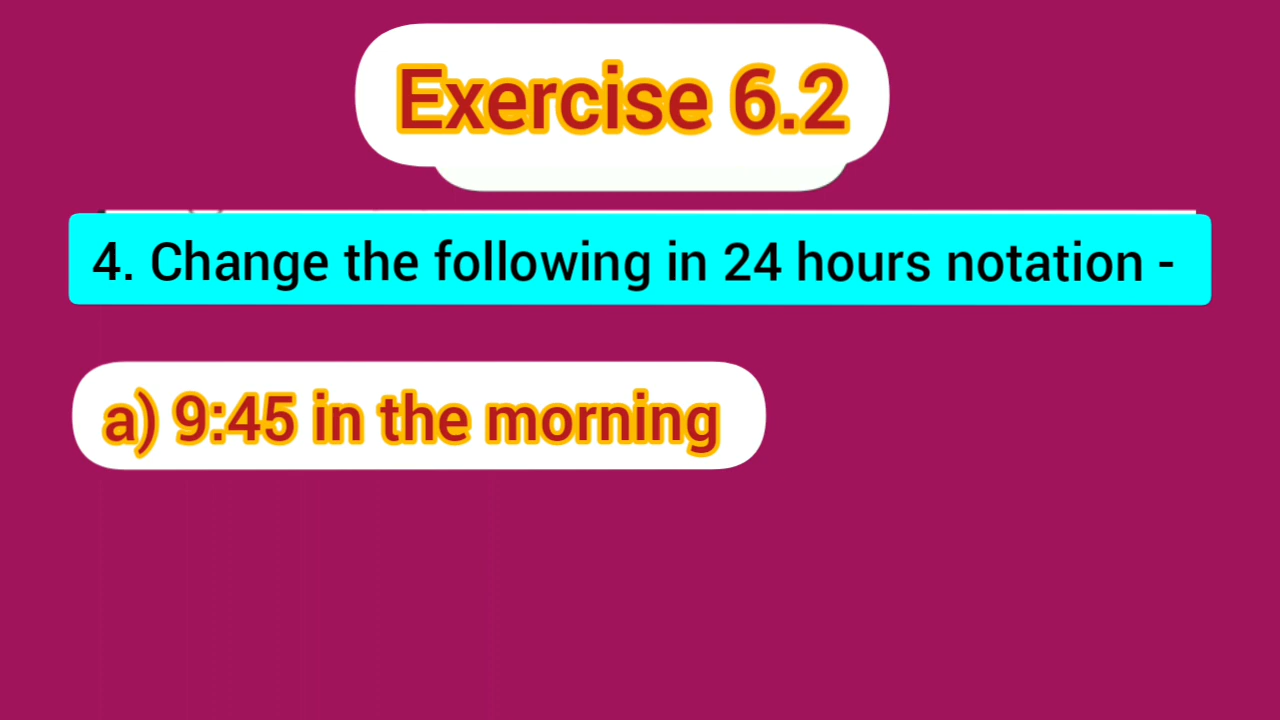 Exercise 6.2
4. Change the following in 24 hours notation -
a) 9:45 in the morning